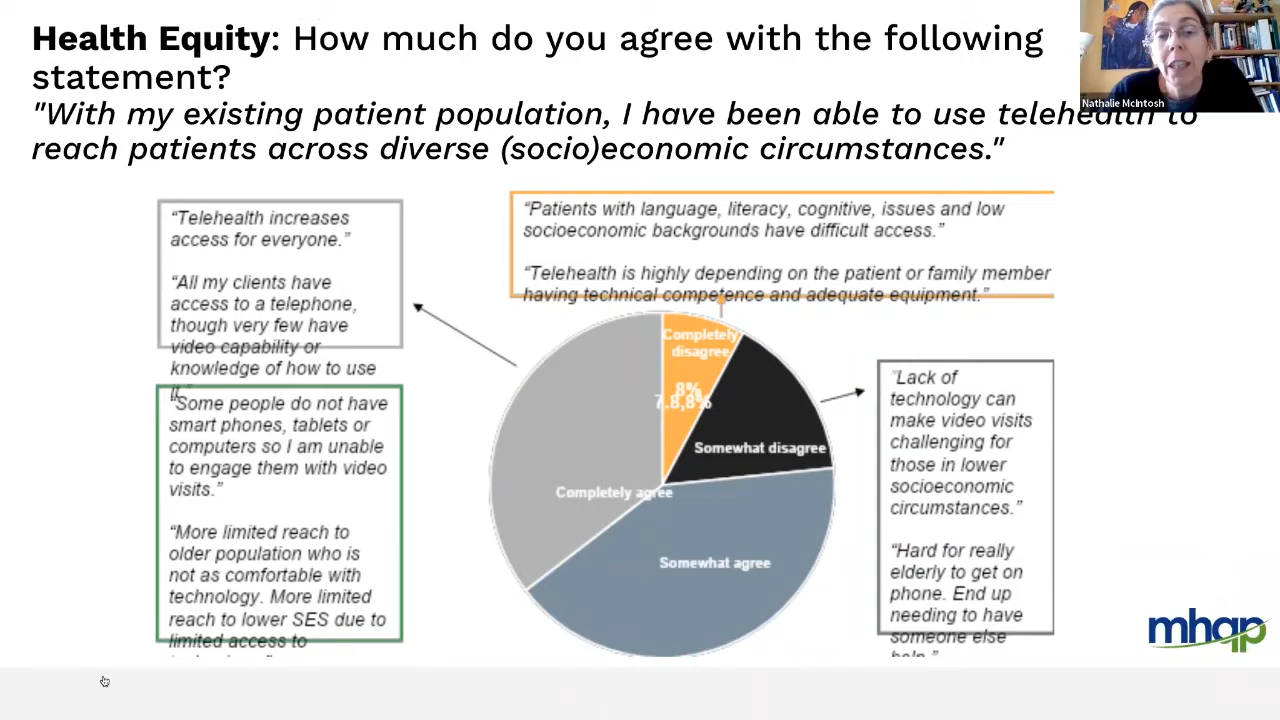 Health Equity: How much do you agree with the following
statement?
"With my existing patient population, I have been able to use telehealth to
reach patients across diverse (socio)economic circumstances."
Nathalie McIntosh
“Telehealth increases
access for everyone.”
“All my clients have
access to a telephone,
though very few have
video capability or
knowledge of how to use
it.”
“Some people do not have
smart phones, tablets or
computers so I am unable
to engage them with video
visits.”
“More limited reach to
older population who is
not as comfortable with
technology. More limited
reach to lower SES due to
limited access to
“Patients with language, literacy, cognitive, issues and low
socioeconomic backgrounds have difficult access.”
“Telehealth is highly depending on the patient or family member
having technical competence and adequate equipment.”
Completely
disagree
8%
7.8,8%
Somewhat disagree
Completely agree
Somewhat agree
“Lack of
technology can
make video visits
challenging for
those in lower
socioeconomic
circumstances.”
“Hard for really
elderly to get on
phone. End up
needing to have
someone else
help.”
mhqp